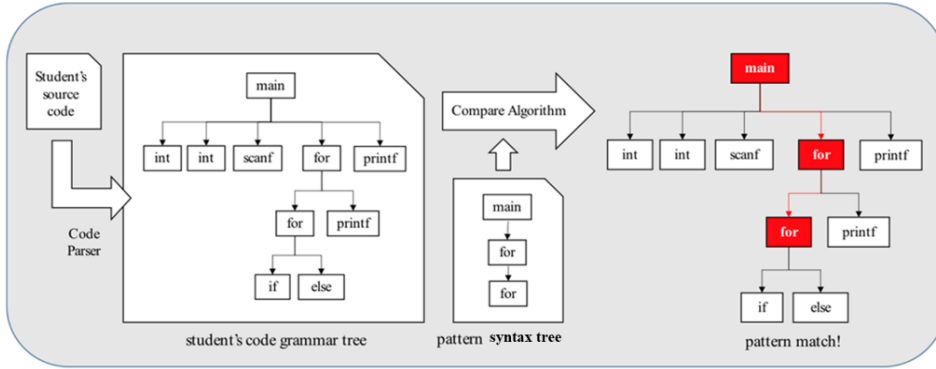 Student's
source
code
Code
Parser
main
int int scanf for printf
for printf
if else
student's code grammar tree
Compare Algorithm
main
for
for
pattern syntax tree
main
int int scanf for printf
for printf
if else
pattern match!